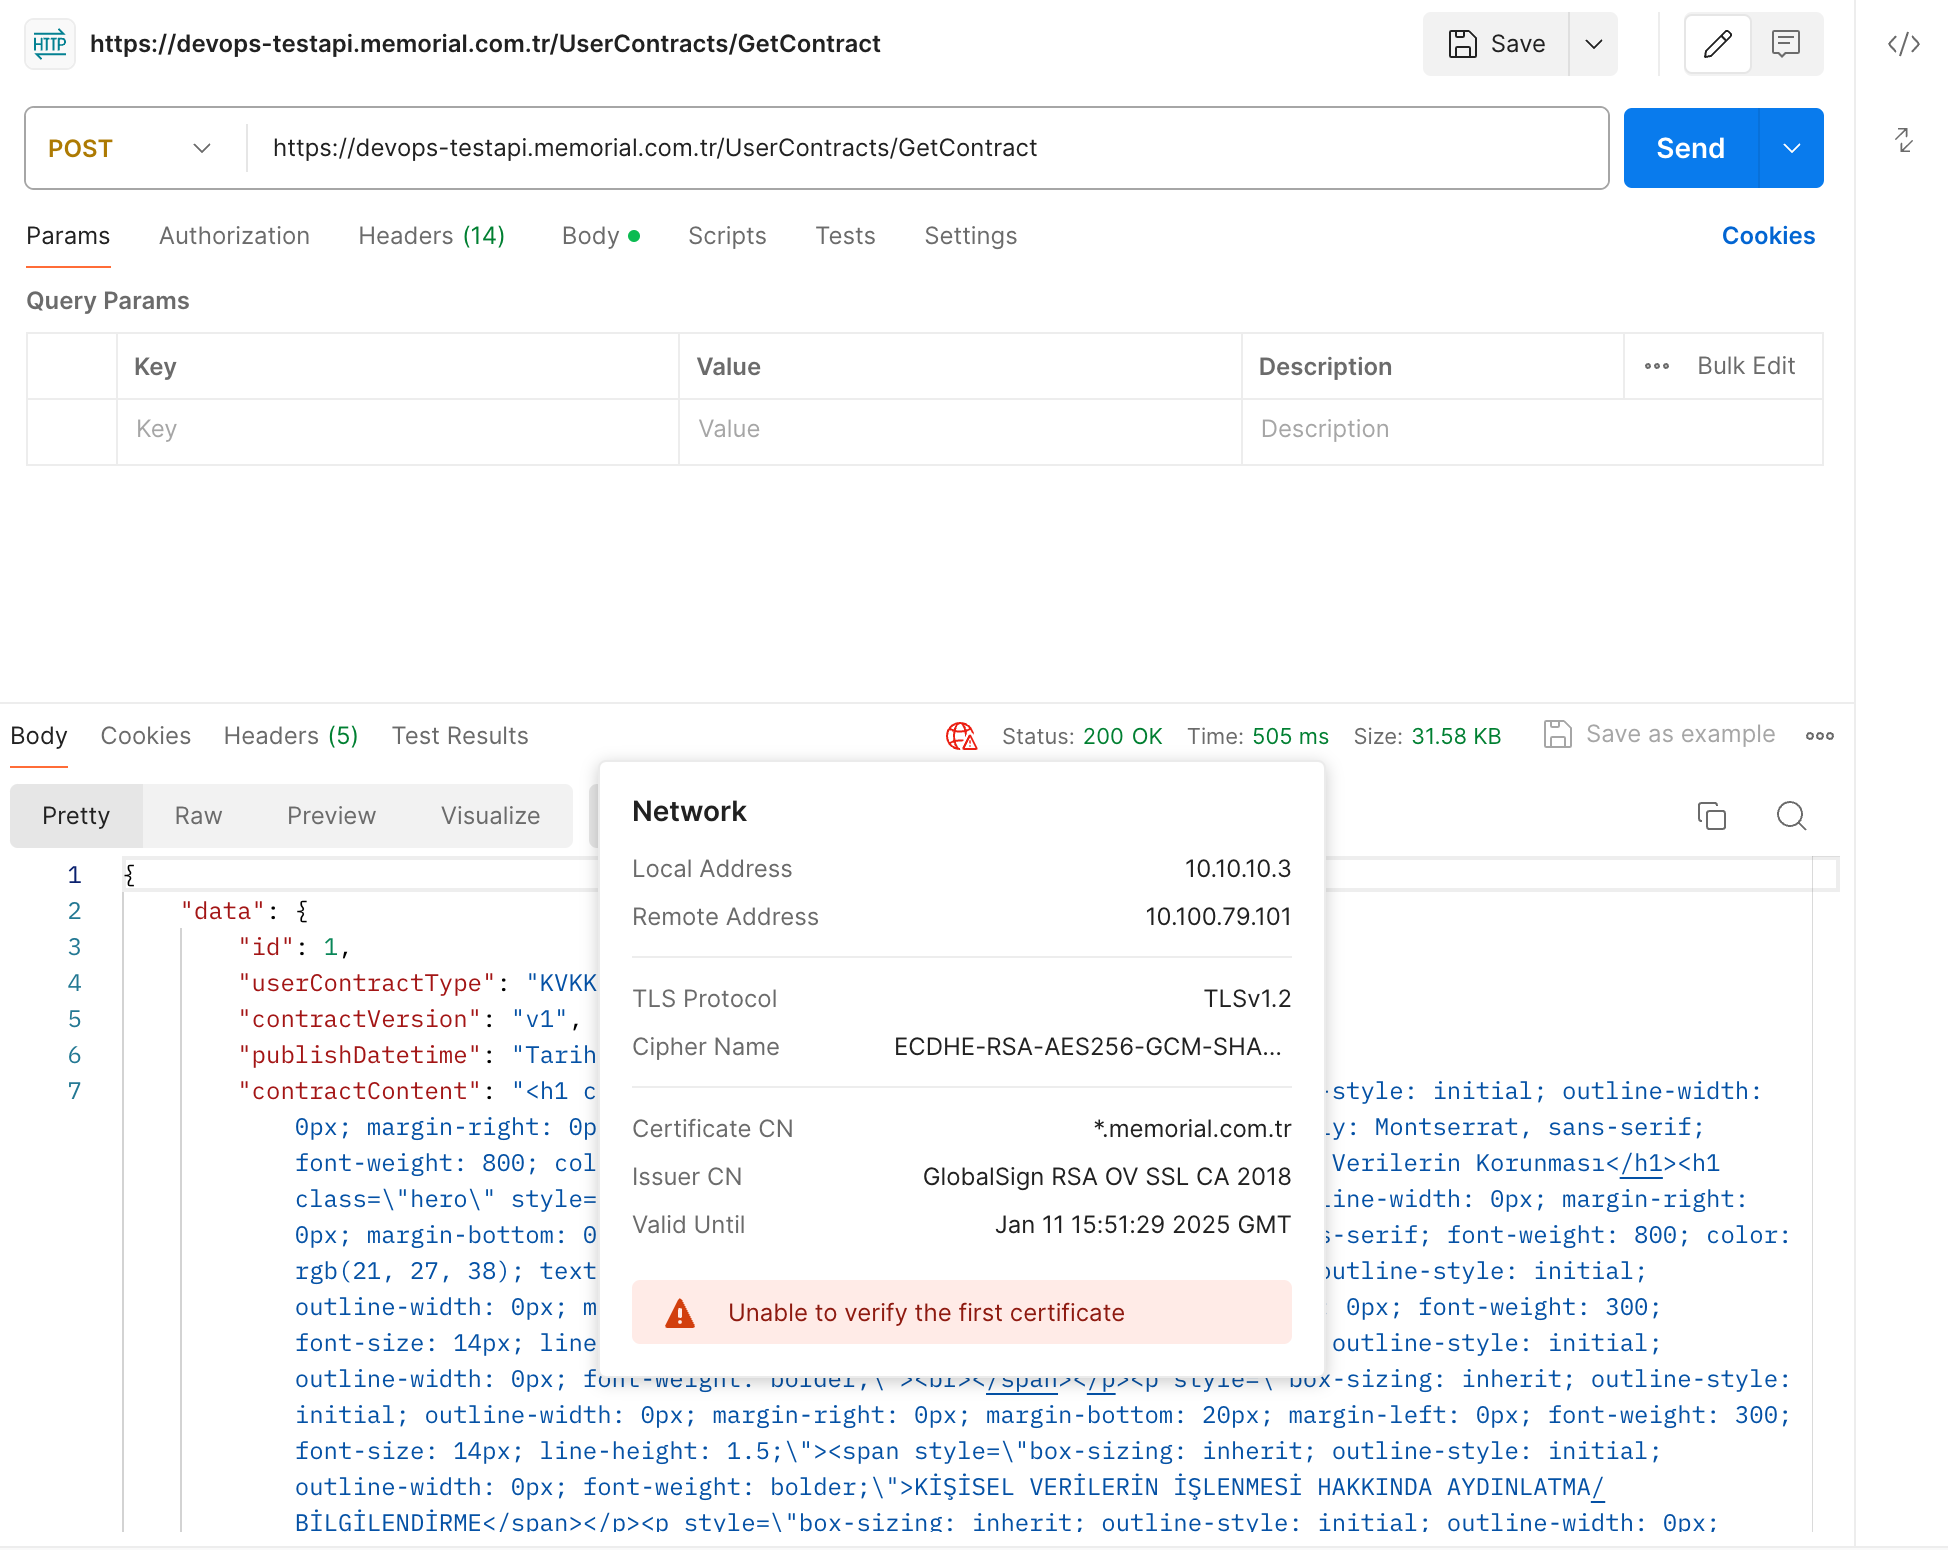 HTTP https://devops-testapi.memorial.com.tr/UserContracts/GetContract
Save
POST https://devops-testapi.memorial.com.tr/UserContracts/GetContract Send
Params Authorization Headers (14) Body Scripts Tests Settings Cookies
Query Params
Key Value Description Bulk Edit
Key Value Description
Body Cookies Headers (5) Test Results Status: 200 OK Time: 505 ms Size: 31.58 KB Save as example
Pretty Raw Preview Visualize
Network
Local Address 10.10.10.3
Remote Address 10.100.79.101
TLS Protocol TLSv1.2
Cipher Name ECDHE-RSA-AES256-GCM-SHA...
Certificate CN *.memorial.com.tr
Issuer CN GlobalSign RSA OV SSL CA 2018
Valid Until Jan 11 15:51:29 2025 GMT
Unable to verify the first certificate
1 {
2 "data": {
3 "id": 1,
4 "userContractType": "KVKK
5 "contractVersion": "v1",
6 "publishDatetime": "Tarih
7 "contractContent": "<h1 c -style: initial; outline-width:
0px; margin-right: 0p ly: Montserrat, sans-serif;
font-weight: 800; col Verilerin Korunması</h1><h1
class=\"hero\" style= line-width: 0px; margin-right:
0px; margin-bottom: 0 s-serif; font-weight: 800; color:
rgb(21, 27, 38); text outline-style: initial;
outline-width: 0px; m 0px; font-weight: 300;
font-size: 14px; line outline-style: initial;
outline-width: 0px; font-weight: bolder;\"><br></span></p><p style=\"box-sizing: inherit; outline-style:
initial; outline-width: 0px; margin-right: 0px; margin-bottom: 20px; margin-left: 0px; font-weight: 300;
font-size: 14px; line-height: 1.5;\"><span style=\"box-sizing: inherit; outline-style: initial;
outline-width: 0px; font-weight: bolder;\">KİŞİSEL VERİLERİN İŞLENMESİ HAKKINDA AYDINLATMA/
BİLGİLENDİRME</span></p><p style=\"box-sizing: inherit; outline-style: initial; outline-width: 0px;